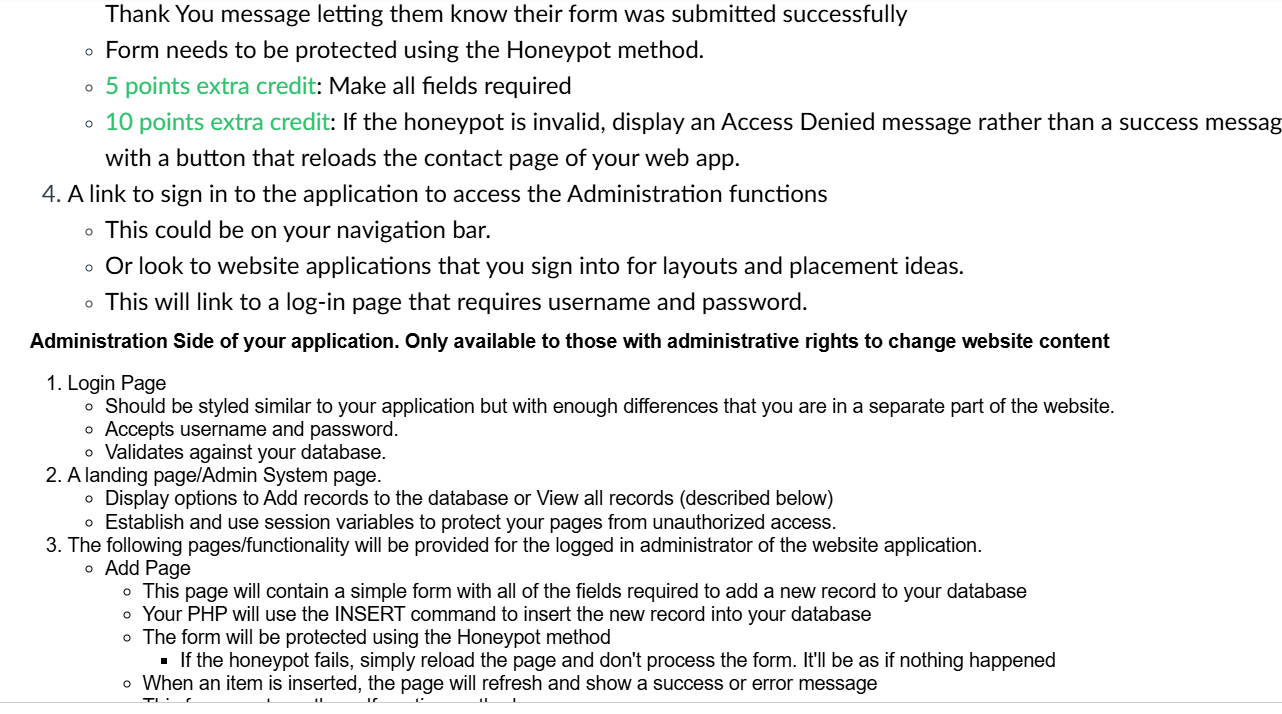 Thank You message letting them know their form was submitted successfully
Form needs to be protected using the Honeypot method.
5 points extra credit: Make all fields required
10 points extra credit: If the honeypot is invalid, display an Access Denied message rather than a success messag
with a button that reloads the contact page of your web app.
4. A link to sign in to the application to access the Administration functions
This could be on your navigation bar.
Or look to website applications that you sign into for layouts and placement ideas.
This will link to a log-in page that requires username and password.
Administration Side of your application. Only available to those with administrative rights to change website content
1. Login Page
Should be styled similar to your application but with enough differences that you are in a separate part of the website.
Accepts username and password.
Validates against your database.
2. A landing page/Admin System page.
Display options to Add records to the database or View all records (described below)
Establish and use session variables to protect your pages from unauthorized access.
3. The following pages/functionality will be provided for the logged in administrator of the website application.
Add Page
This page will contain a simple form with all of the fields required to add a new record to your database
Your PHP will use the INSERT command to insert the new record into your database
The form will be protected using the Honeypot method
If the honeypot fails, simply reload the page and don't process the form. It'll be as if nothing happened
When an item is inserted, the page will refresh and show a success or error message